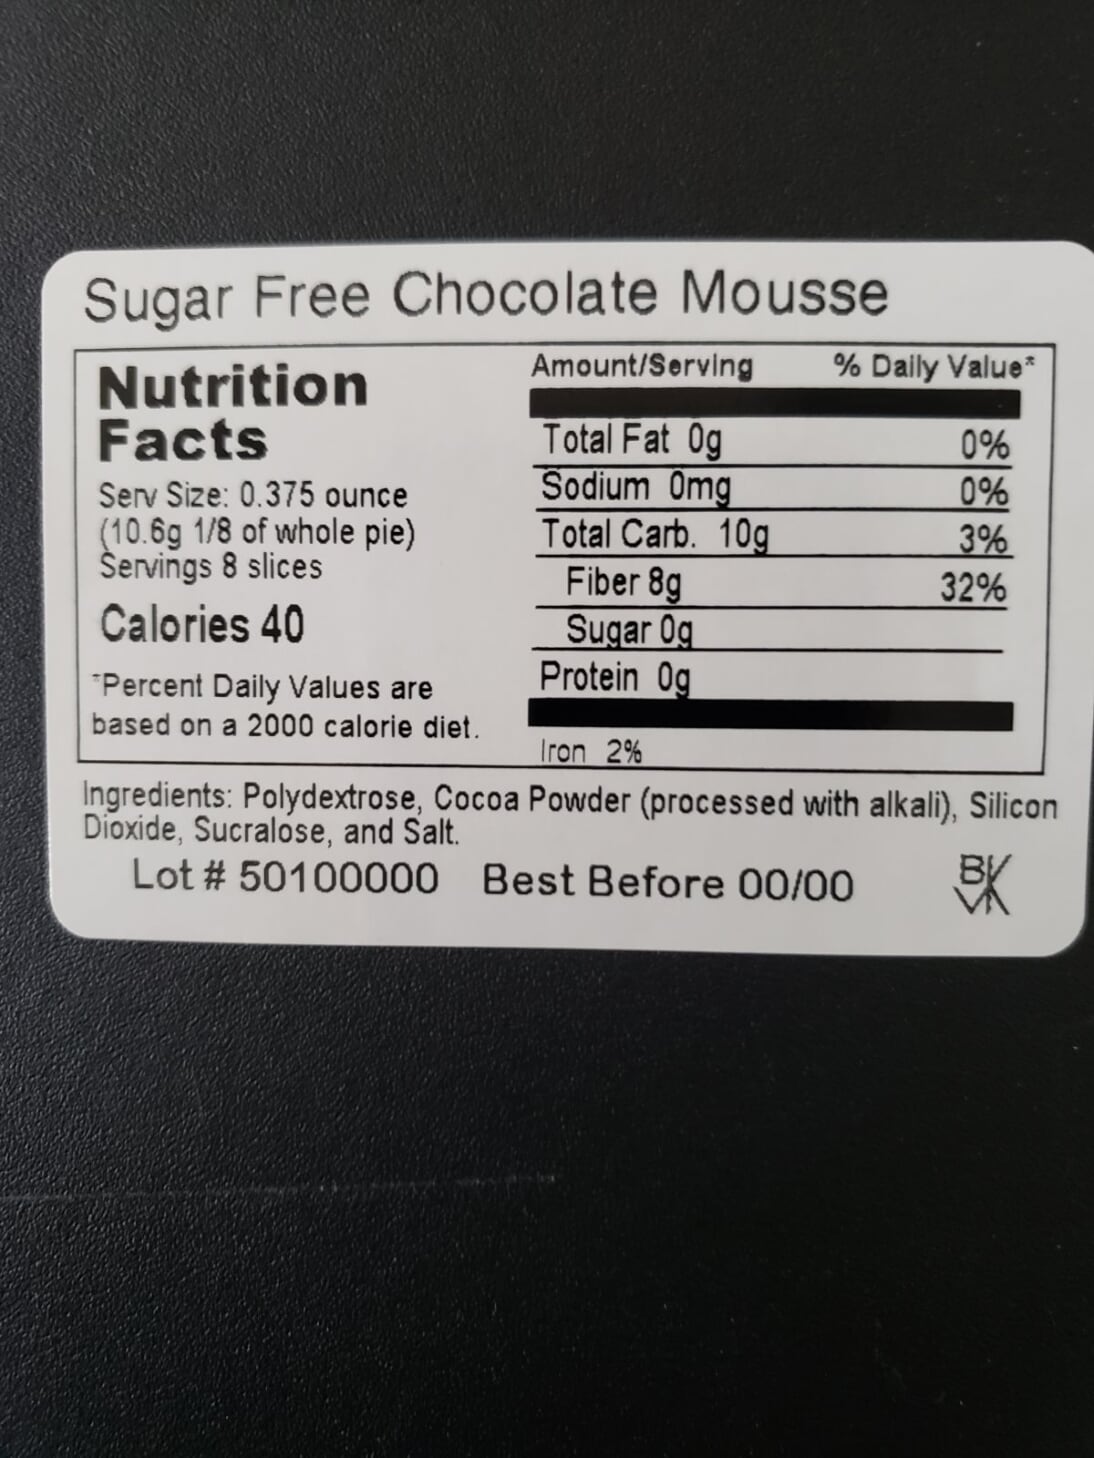 Sugar Free Chocolate Mousse
Nutrition
Facts
Serv Size: 0.375 ounce
(10.6g 1/8 of whole pie)
Servings 8 slices
Calories 40
*Percent Daily Values are
based on a 2000 calorie diet.
Amount/Serving % Daily Value*
Total Fat 0g 0%
Sodium 0mg 0%
Total Carb. 10g 3%
Fiber 8g 32%
Sugar 0g
Protein 0g
Iron 2%
Ingredients: Polydextrose, Cocoa Powder (processed with alkali), Silicon
Dioxide, Sucralose, and Salt.
Lot # 50100000 Best Before 00/00